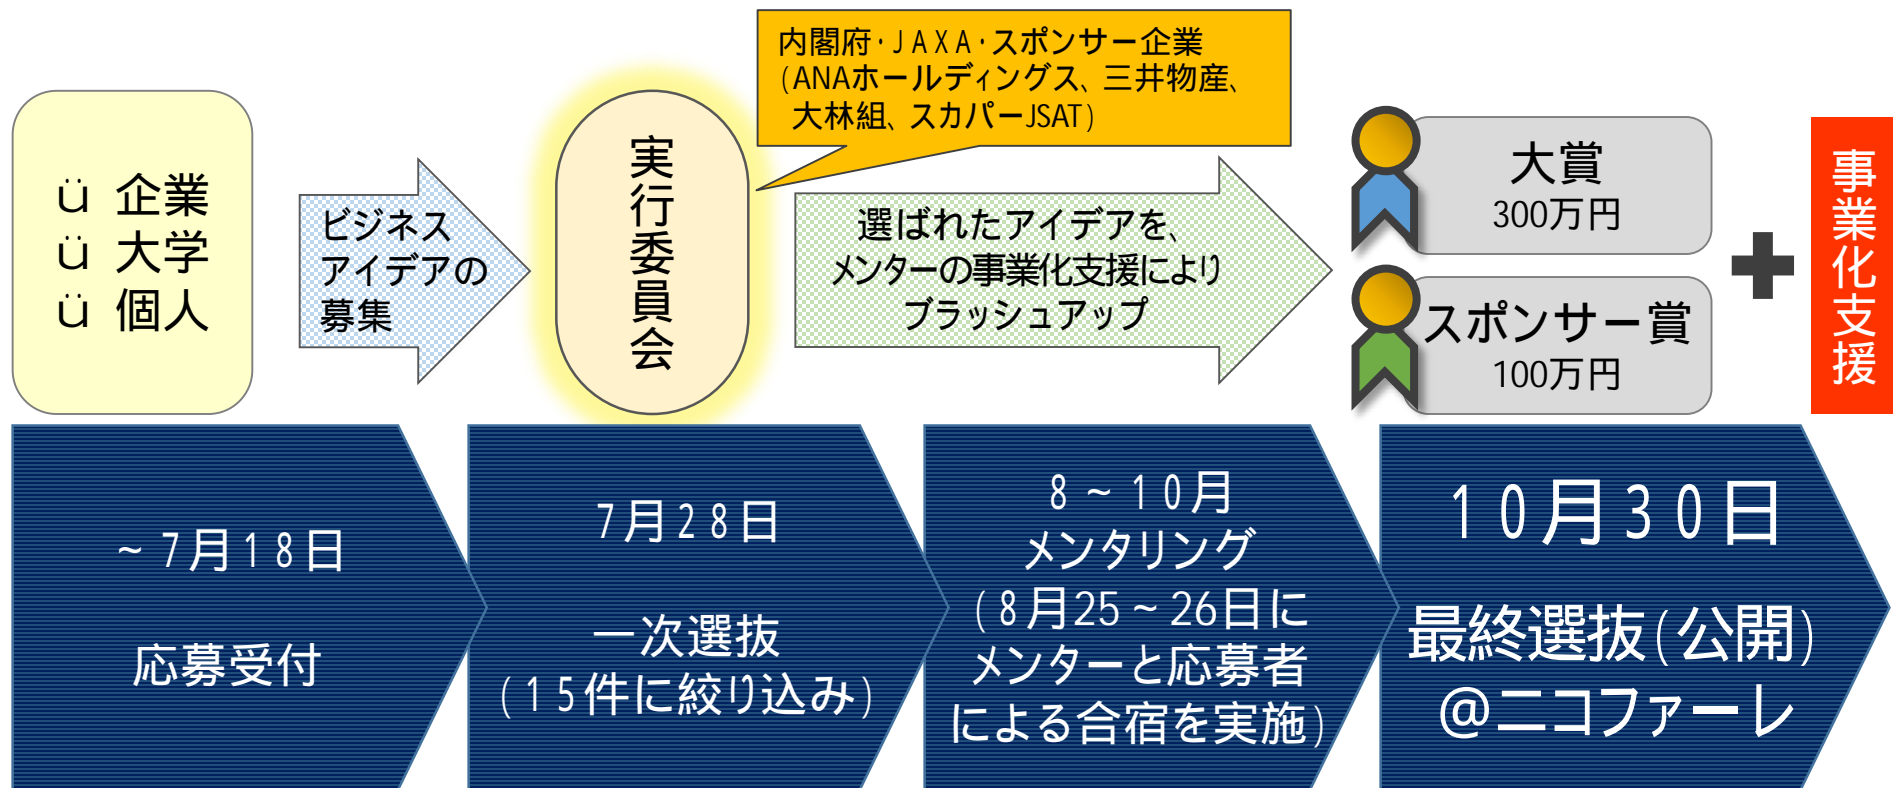 内閣府・JAXA・スポンサー企業
(ANAホールディングス、三井物産、
大林組、スカパーJSAT)
ü 企業
ü 大学
ü 個人
ビジネス
アイデアの
募集
実行委員会
選ばれたアイデアを、
メンターの事業化支援により
ブラッシュアップ
大賞
300万円
スポンサー賞
100万円
事業化支援
~7月18日
応募受付
7月28日
一次選抜
(15件に絞り込み)
8~10月
メンタリング
(8月25~26日に
メンターと応募者
による合宿を実施)
10月30日
最終選抜(公開)
@ニコファーレ